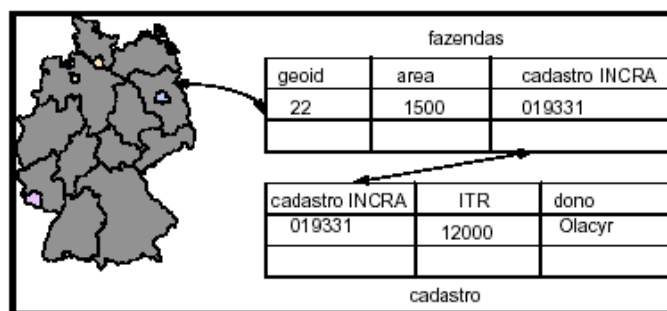 fazendas
geoid area cadastro INCRA
22 1500 019331
cadastro INCRA ITR dono
019331 12000 Olacyr
cadastro